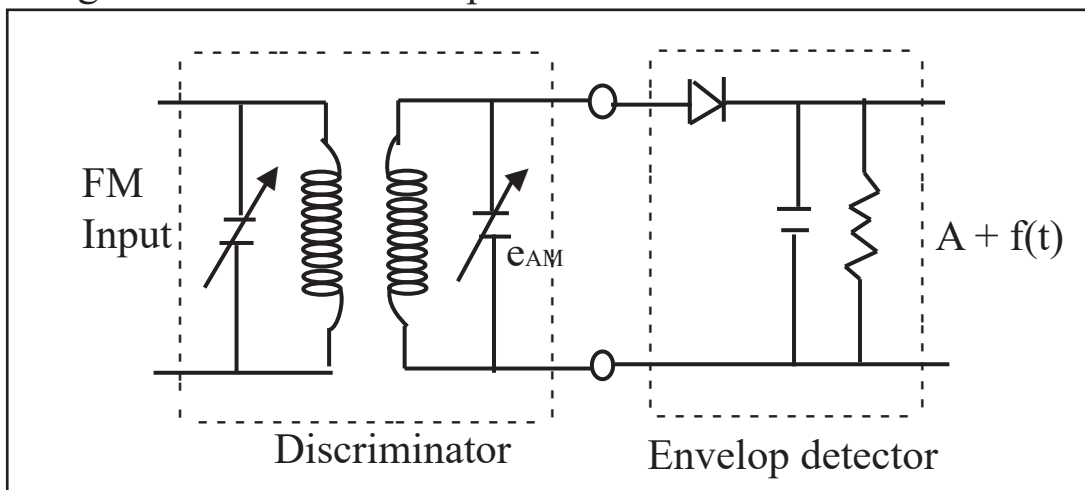 FM
Input
eAM
A + f(t)
Discriminator
Envelop detector